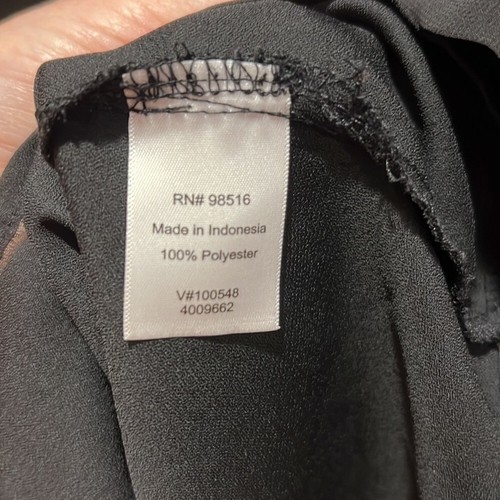 RN# 98516
Made in Indonesia
100% Polyester
V#100548
4009662